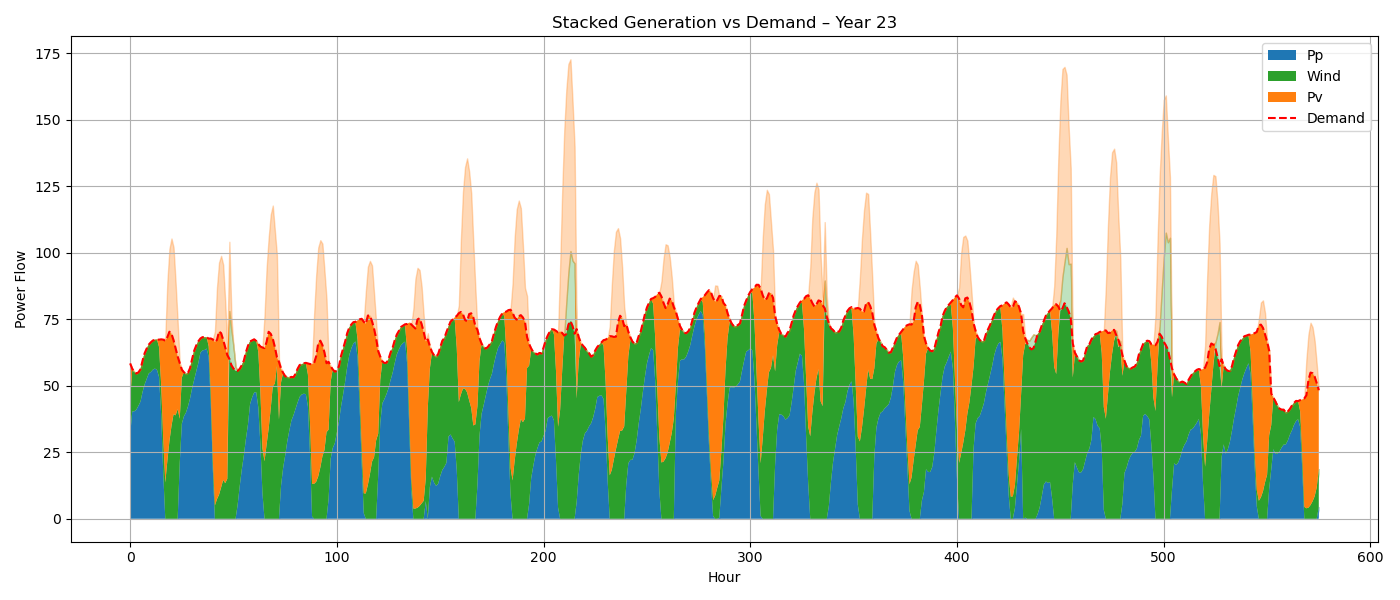 Stacked Generation vs Demand – Year 23
Power Flow
175
150
125
100
75
50
25
0
0 100 200 300 400 500 600
Hour
Pp
Wind
Pv
Demand